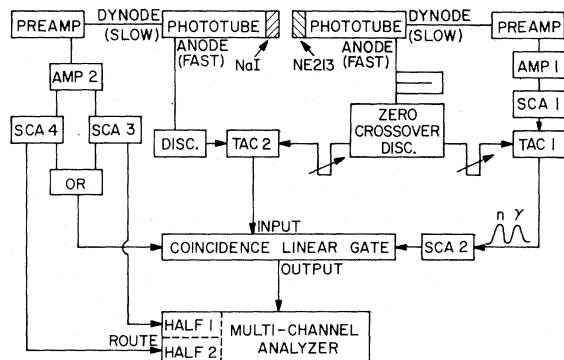 PREAMP
DYNODE
(SLOW)
PHOTOTUBE
PHOTOTUBE
DYNODE
(SLOW)
PREAMP
ANODE
(FAST)
NaI
NE213
ANODE
(FAST)
AMP 2
AMP 1
SCA 4
SCA 3
SCA 1
DISC.
TAC 2
ZERO
CROSSOVER
DISC.
TAC 1
OR
INPUT
n γ
COINCIDENCE LINEAR GATE
SCA 2
OUTPUT
ROUTE
HALF 1
HALF 2
MULTI-CHANNEL
ANALYZER